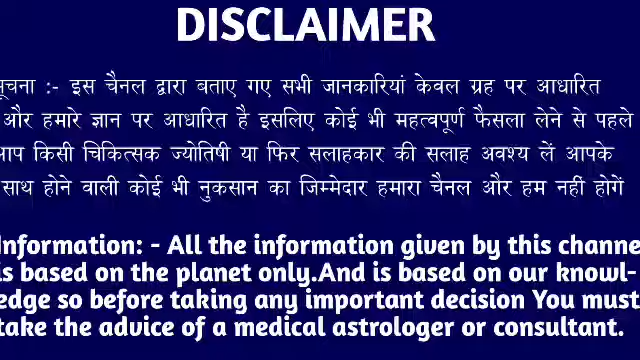 DISCLAIMER
सूचना :- इस चैनल द्वारा बताए गए सभी जानकारियां केवल ग्रह पर आधारित
और हमारे ज्ञान पर आधारित है इसलिए कोई भी महत्वपूर्ण फैसला लेने से पहले
आप किसी चिकित्सक ज्योतिषी या फिर सलाहकार की सलाह अवश्य लें आपके
साथ होने वाली कोई भी नुकसान का जिम्मेदार हमारा चैनल और हम नहीं होगें
Information: - All the information given by this channe
is based on the planet only.And is based on our knowl-
edge so before taking any important decision You must
take the advice of a medical astrologer or consultant.